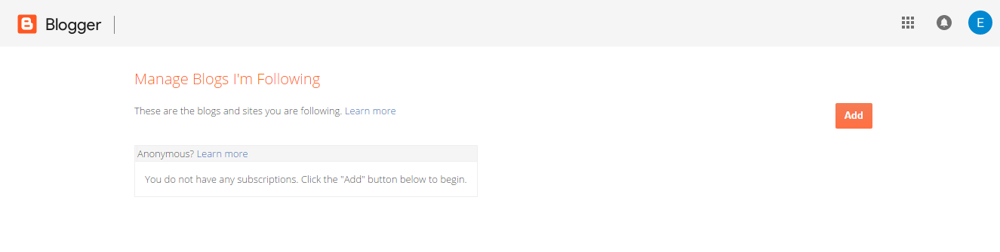 Blogger
E
Manage Blogs I'm Following
These are the blogs and sites you are following. Learn more
Add
Anonymous? Learn more
You do not have any subscriptions. Click the "Add" button below to begin.